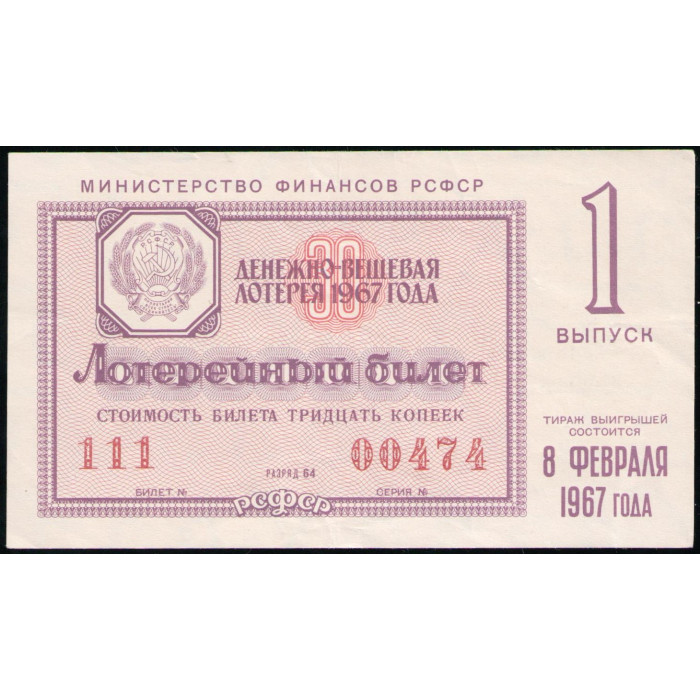 МИНИСТЕРСТВО ФИНАНСОВ РСФСР
РСФСР
30
ДЕНЕЖНО-ВЕЩЕВАЯ
ЛОТЕРЕЯ 1967 ГОДА
Лотерейный билет
СТОИМОСТЬ БИЛЕТА ТРИДЦАТЬ КОПЕЕК
111 00474
РАЗРЯД 64
БИЛЕТ № СЕРИЯ №
РСФСР
1
ВЫПУСК
ТИРАЖ ВЫИГРЫШЕЙ
СОСТОИТСЯ
8 ФЕВРАЛЯ
1967 ГОДА